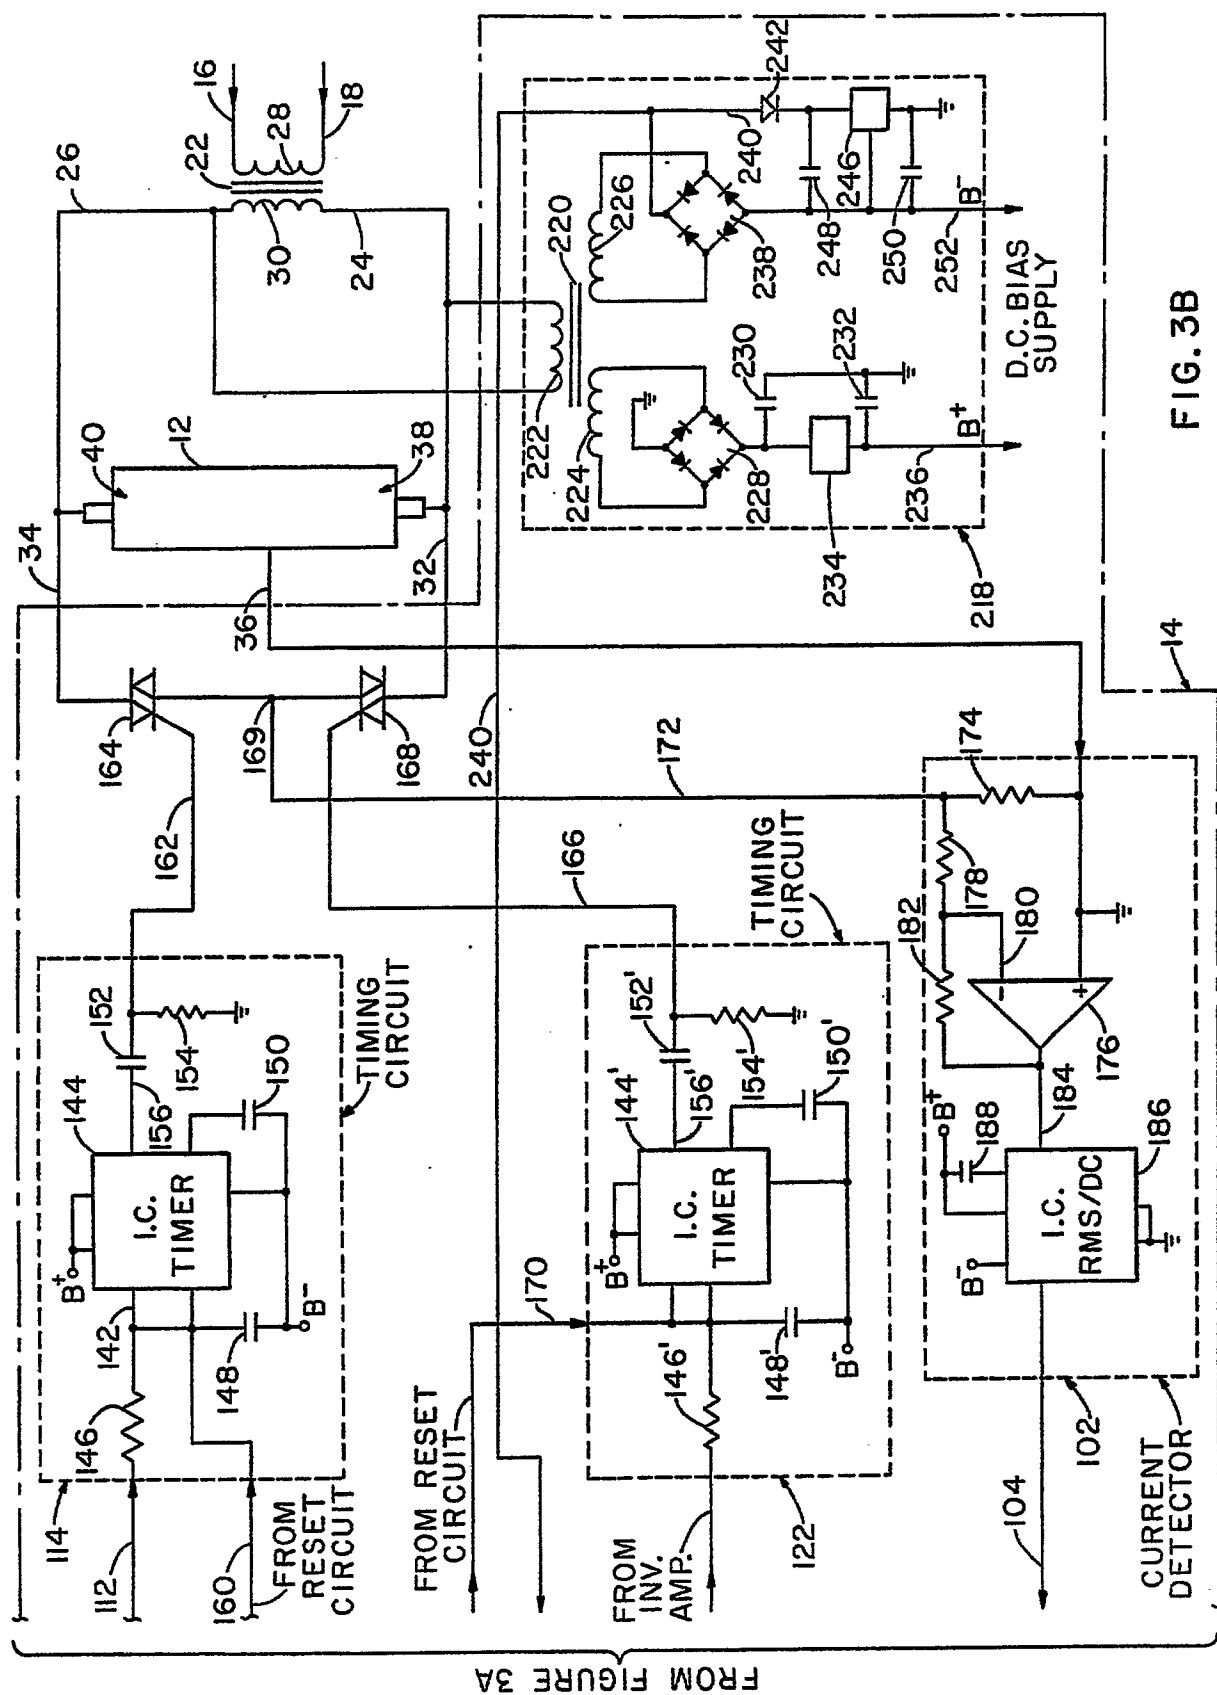 FROM FIGURE 3A
114
112
160
FROM
RESET
CIRCUIT
146
142
148
B+
B-
I.C.
TIMER
144
156
152
154
150
TIMING
CIRCUIT
162
164
169
168
34
36
32
40
38
12
26
24
22
30
28
16
18
FROM RESET
CIRCUIT
170
240
FROM
INV.
AMP.
122
146'
148'
B+
B-
I.C.
TIMER
144'
156'
152'
154'
150'
TIMING
CIRCUIT
166
172
218
222
220
224
226
228
230
232
234
236
B+
238
240
242
246
248
250
252
B-
D.C. BIAS
SUPPLY
104
102
CURRENT
DETECTOR
B-
B+
188
I.C.
RMS/DC
186
184
182
178
180
176
174
14
FIG. 3B